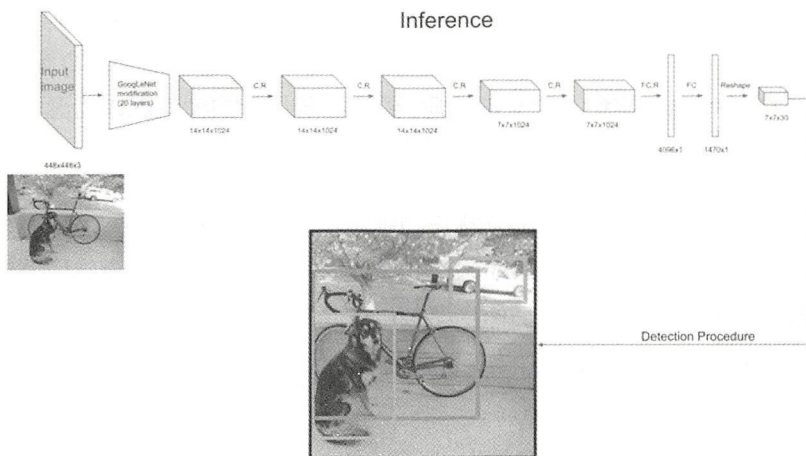 Inference
Input
image
GoogLeNet
modification
(20 layers)
C.R.
C.R.
C.R.
C.R.
F.C.R
FC
Reshape
14x14x1024
14x14x1024
14x14x1024
7x7x1024
7x7x1024
4096x1
1470x1
7x7x30
448x448x3
Detection Procedure